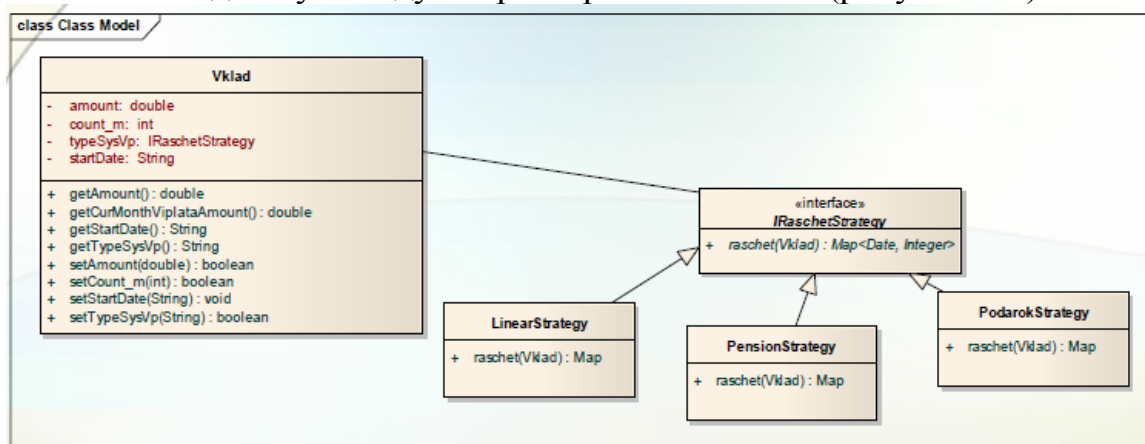 class Class Model
Vklad
- amount: double
- count_m: int
- typeSysVp: IRaschetStrategy
- startDate: String
+ getAmount() : double
+ getCurMonthViplataAmount() : double
+ getStartDate() : String
+ getTypeSysVp() : String
+ setAmount(double) : boolean
+ setCount_m(int) : boolean
+ setStartDate(String) : void
+ setTypeSysVp(String) : boolean
«interface»
IRaschetStrategy
+ raschet(Vklad) : Map<Date, Integer>
LinearStrategy
+ raschet(Vklad) : Map
PensionStrategy
+ raschet(Vklad) : Map
PodarokStrategy
+ raschet(Vklad) : Map